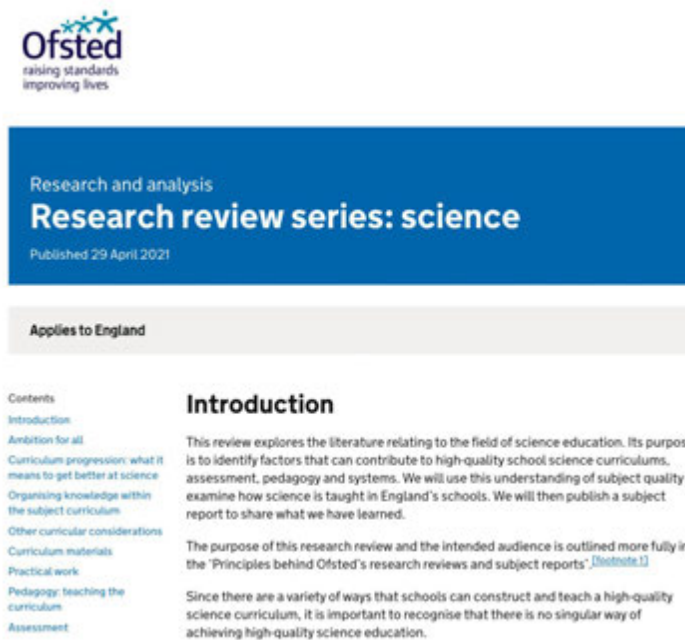 Ofsted
raising standards
improving lives
Research and analysis
Research review series: science
Published 29 April 2021
Applies to England
Contents
Introduction
Ambition for all
Curriculum progression: what it
means to get better at science
Organising knowledge within
the subject curriculum
Other curricular considerations
Curriculum materials
Practical work
Pedagogy: teaching the
curriculum
Assessment
Introduction
This review explores the literature relating to the field of science education. Its purpos
is to identify factors that can contribute to high-quality school science curriculums,
assessment, pedagogy and systems. We will use this understanding of subject quality
examine how science is taught in England's schools. We will then publish a subject
report to share what we have learned.
The purpose of this research review and the intended audience is outlined more fully in
the 'Principles behind Ofsted's research reviews and subject reports'. [footnote 1]
Since there are a variety of ways that schools can construct and teach a high-quality
science curriculum, it is important to recognise that there is no singular way of
achieving high-quality science education.